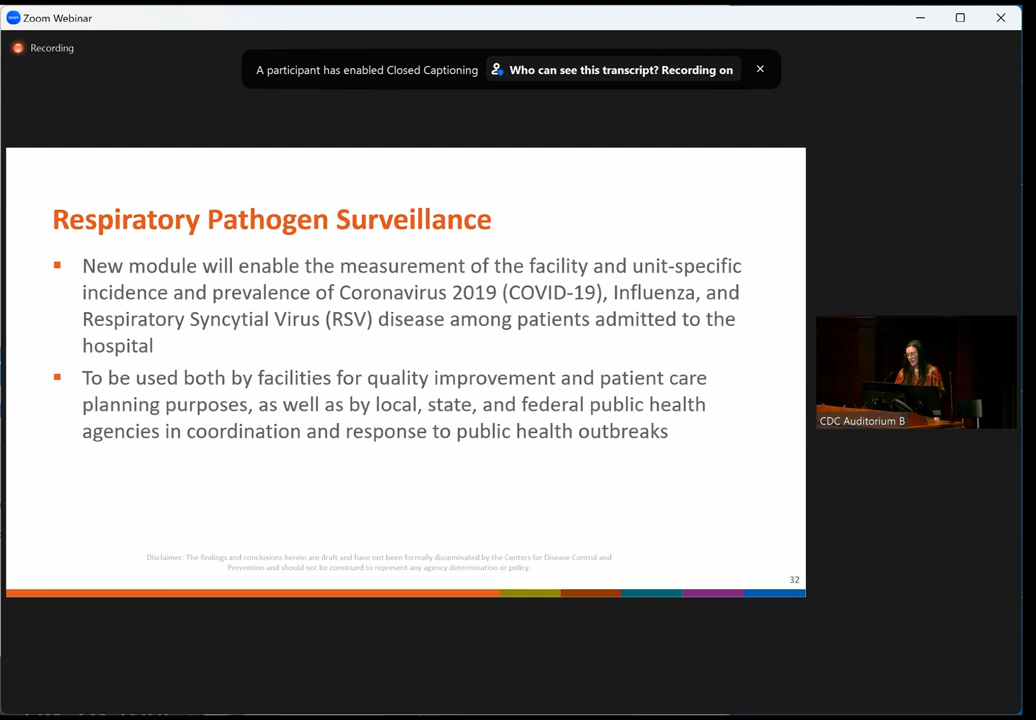 Zoom Webinar
Recording
A participant has enabled Closed Captioning Who can see this transcript? Recording on
Respiratory Pathogen Surveillance
New module will enable the measurement of the facility and unit-specific
incidence and prevalence of Coronavirus 2019 (COVID-19), Influenza, and
Respiratory Syncytial Virus (RSV) disease among patients admitted to the
hospital
To be used both by facilities for quality improvement and patient care
planning purposes, as well as by local, state, and federal public health
agencies in coordination and response to public health outbreaks
CDC Auditorium B
Disclaimer: The findings and conclusions herein are draft and have not been formally disseminated by the Centers for Disease Control and
Prevention and should not be construed to represent any agency determination or policy.
32